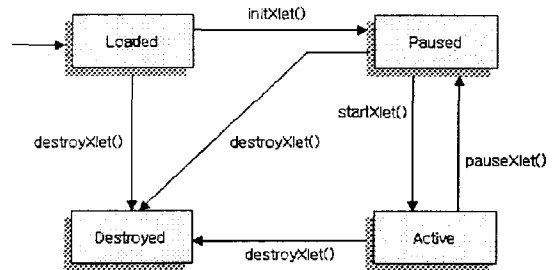 initXlet()
Loaded
Paused
startXlet()
destroyXlet()
destroyXlet()
pauseXlet()
Destroyed
Active
destroyXlet()